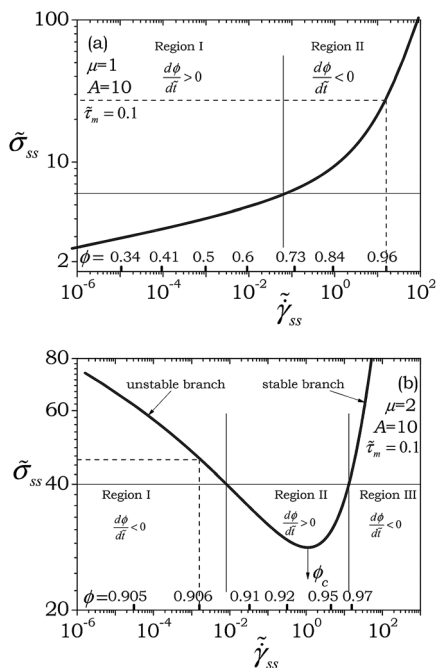 100
(a)
Region I
Region II
μ=1
A=10
τ̃m = 0.1
dφ/dt̃ >0
dφ/dt̃ <0
σ̃ss
10
2
φ= 0.34 0.41 0.5 0.6 0.73 0.84 0.96
10^-6 10^-4 10^-2 10^0 10^2
γ̃̇ss
80
unstable branch
stable branch
(b)
μ=2
A=10
τ̃m = 0.1
60
σ̃ss
40
Region I
Region II
Region III
dφ/dt̃ <0
dφ/dt̃ >0
dφ/dt̃ <0
φc
φ=0.905 0.906 0.91 0.92 0.95 0.97
20
10^-6 10^-4 10^-2 10^0 10^2
γ̃̇ss